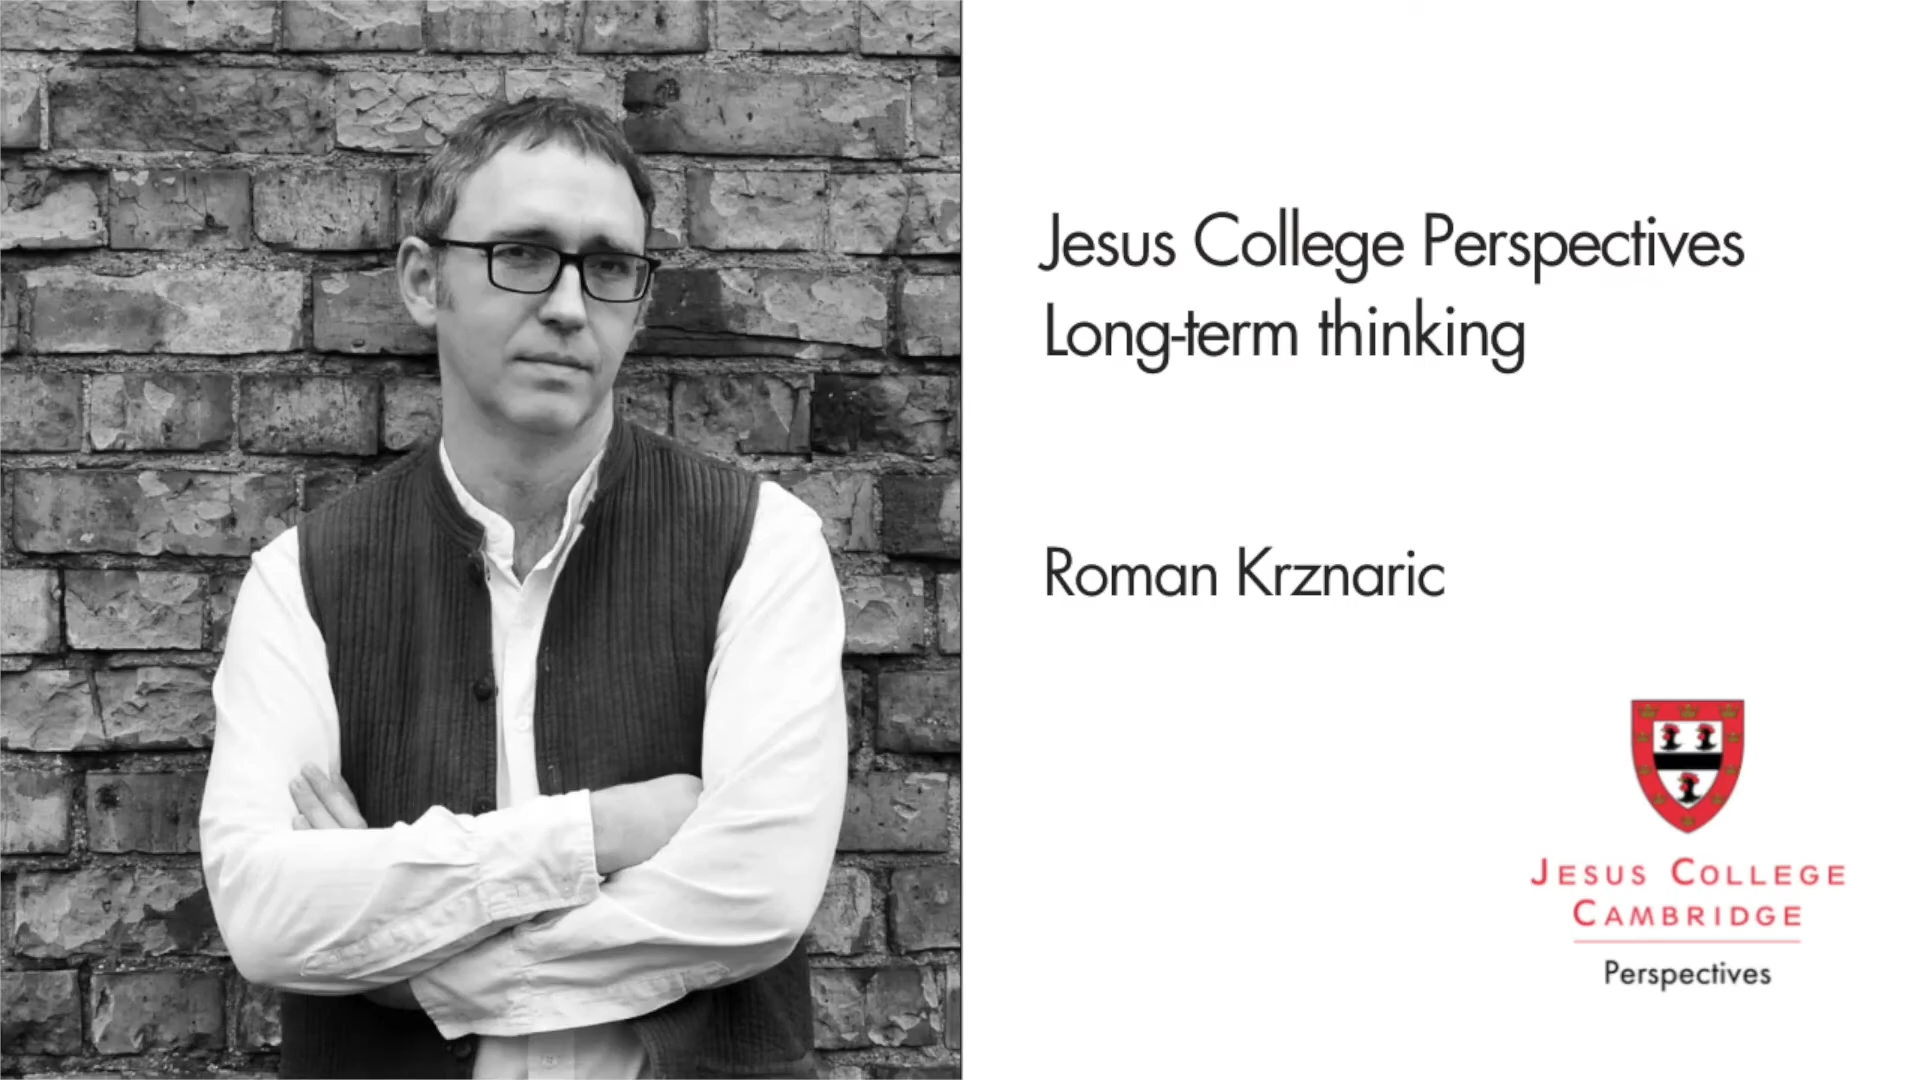 Jesus College Perspectives
Long-term thinking
Roman Krznaric
JESUS COLLEGE
CAMBRIDGE
Perspectives